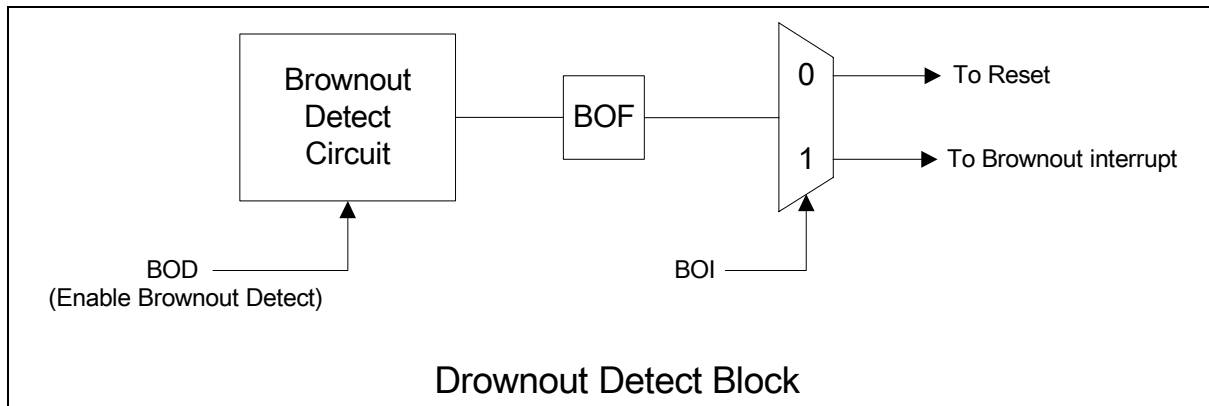 Brownout
Detect
Circuit
BOF
0
1
To Reset
To Brownout interrupt
BOD
(Enable Brownout Detect)
BOI
Drownout Detect Block